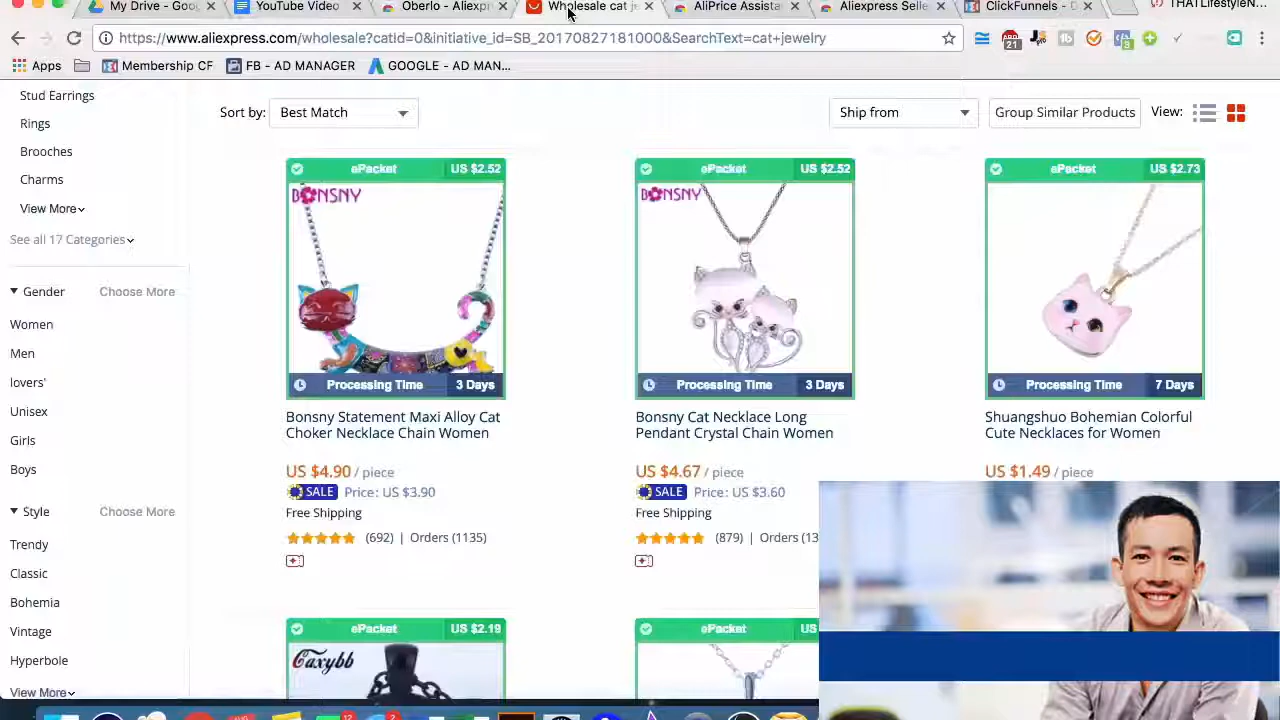 My Drive - Goog
YouTube Video
Oberlo - Aliexpr
Wholesale cat je
AliPrice Assista
Aliexpress Selle
ClickFunnels - D
THATLifestyleN...
https://www.aliexpress.com/wholesale?catid=0&initiative_id=SB_20170827181000&SearchText=cat+jewelry
21
3
Apps
Membership CF
FB - AD MANAGER
GOOGLE - AD MAN...
Stud Earrings
Rings
Brooches
Charms
View More
See all 17 Categories
Gender Choose More
Women
Men
lovers'
Unisex
Girls
Boys
Style Choose More
Trendy
Classic
Bohemia
Vintage
Hyperbole
View More
Sort by: Best Match
Ship from
Group Similar Products
View:
ePacket US $2.52
BONSNY
Processing Time 3 Days
Bonsny Statement Maxi Alloy Cat
Choker Necklace Chain Women
US $4.90 / piece
SALE Price: US $3.90
Free Shipping
(692) | Orders (1135)
ePacket US $2.52
BONSNY
Processing Time 3 Days
Bonsny Cat Necklace Long
Pendant Crystal Chain Women
US $4.67 / piece
SALE Price: US $3.60
Free Shipping
(879) | Orders (13
ePacket US $2.73
Processing Time 7 Days
Shuangshuo Bohemian Colorful
Cute Necklaces for Women
US $1.49 / piece
ePacket US $2.19
Caxybb
ePacket US
12
2